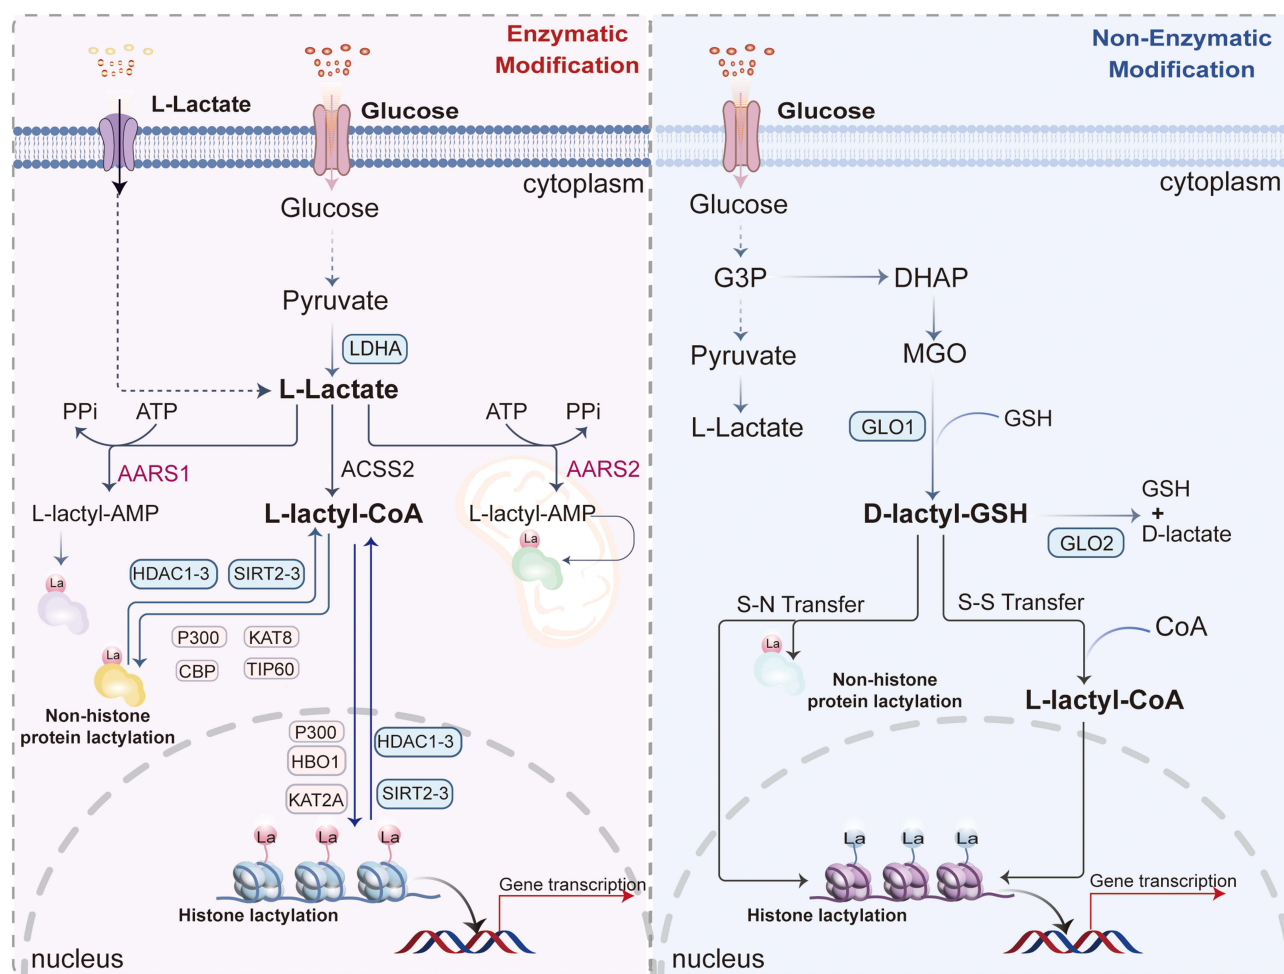 Enzymatic
Modification
L-Lactate
Glucose
cytoplasm
Glucose
Pyruvate
LDHA
L-Lactate
PPi
ATP
ATP
PPi
AARS1
ACSS2
AARS2
L-lactyl-AMP
L-lactyl-CoA
L-lactyl-AMP
La
HDAC1-3
SIRT2-3
La
P300
KAT8
CBP
TIP60
La
Non-histone
protein lactylation
P300
HBO1
KAT2A
HDAC1-3
SIRT2-3
La
La
La
Histone lactylation
Gene transcription
nucleus
Non-Enzymatic
Modification
Glucose
cytoplasm
Glucose
G3P
DHAP
Pyruvate
MGO
L-Lactate
GLO1
GSH
D-lactyl-GSH
GLO2
GSH
+
D-lactate
S-N Transfer
S-S Transfer
CoA
La
Non-histone
protein lactylation
L-lactyl-CoA
La
La
La
Histone lactylation
Gene transcription
nucleus